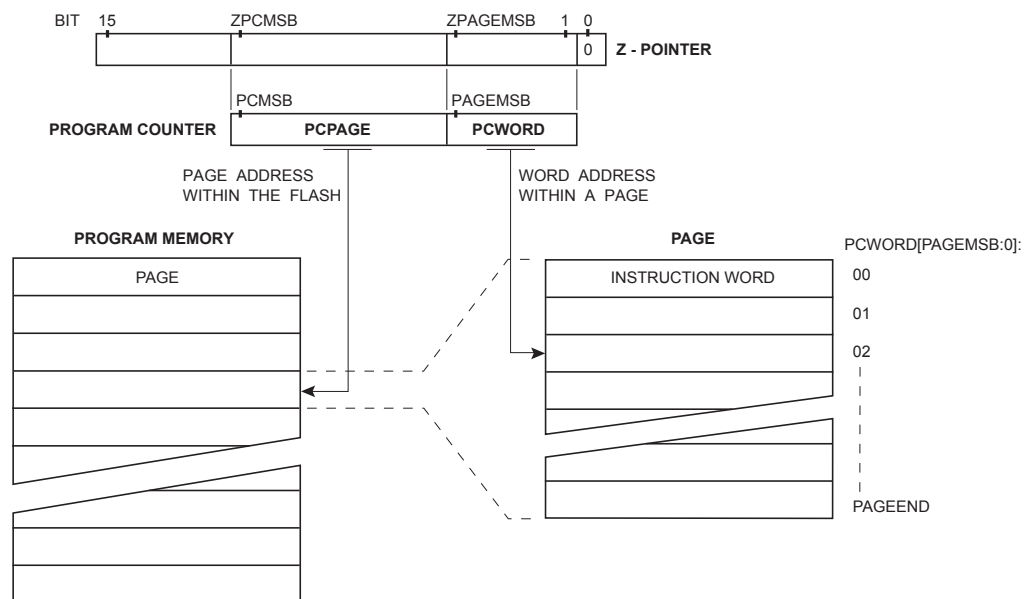 BIT 15 ZPCMSB ZPAGEMSB 1 0
0 Z - POINTER
PCMSB PAGEMSB
PROGRAM COUNTER PCPAGE PCWORD
PAGE ADDRESS
WITHIN THE FLASH
WORD ADDRESS
WITHIN A PAGE
PROGRAM MEMORY
PAGE
PAGE
PCWORD[PAGEMSB:0]:
INSTRUCTION WORD
00
01
02
PAGEEND